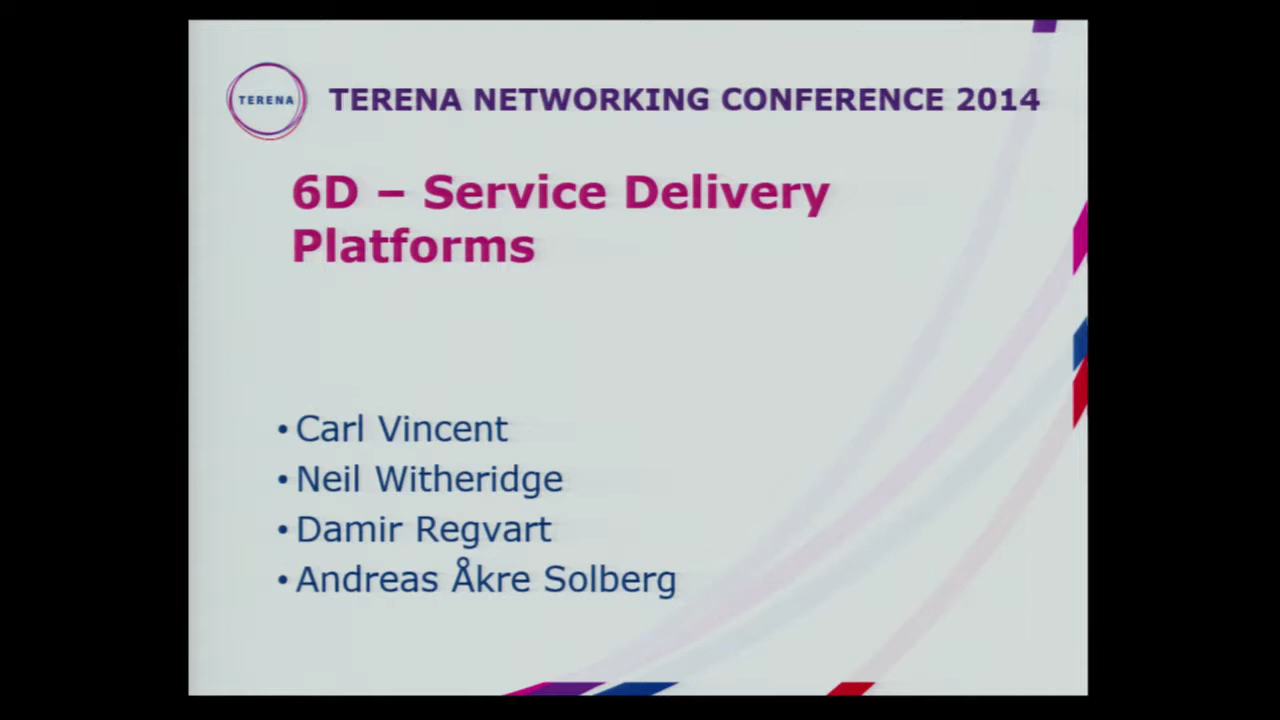 TERENA
TERENA NETWORKING CONFERENCE 2014
6D – Service Delivery
Platforms
• Carl Vincent
• Neil Witheridge
• Damir Regvart
• Andreas Åkre Solberg